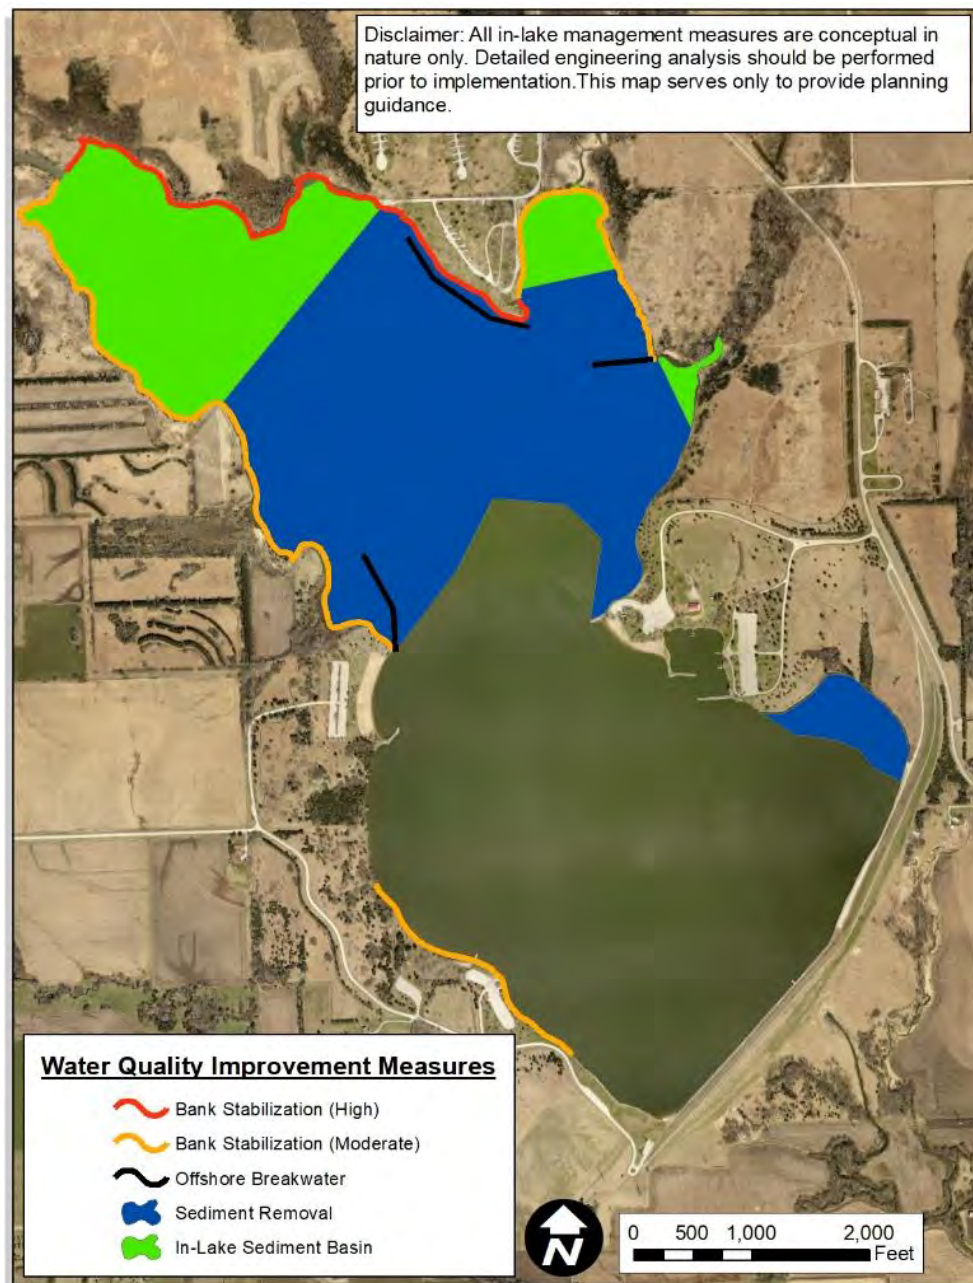 Disclaimer: All in-lake management measures are conceptual in
nature only. Detailed engineering analysis should be performed
prior to implementation.This map serves only to provide planning
guidance.
Water Quality Improvement Measures
Bank Stabilization (High)
Bank Stabilization (Moderate)
Offshore Breakwater
Sediment Removal
In-Lake Sediment Basin
N
0 500 1,000 2,000
Feet